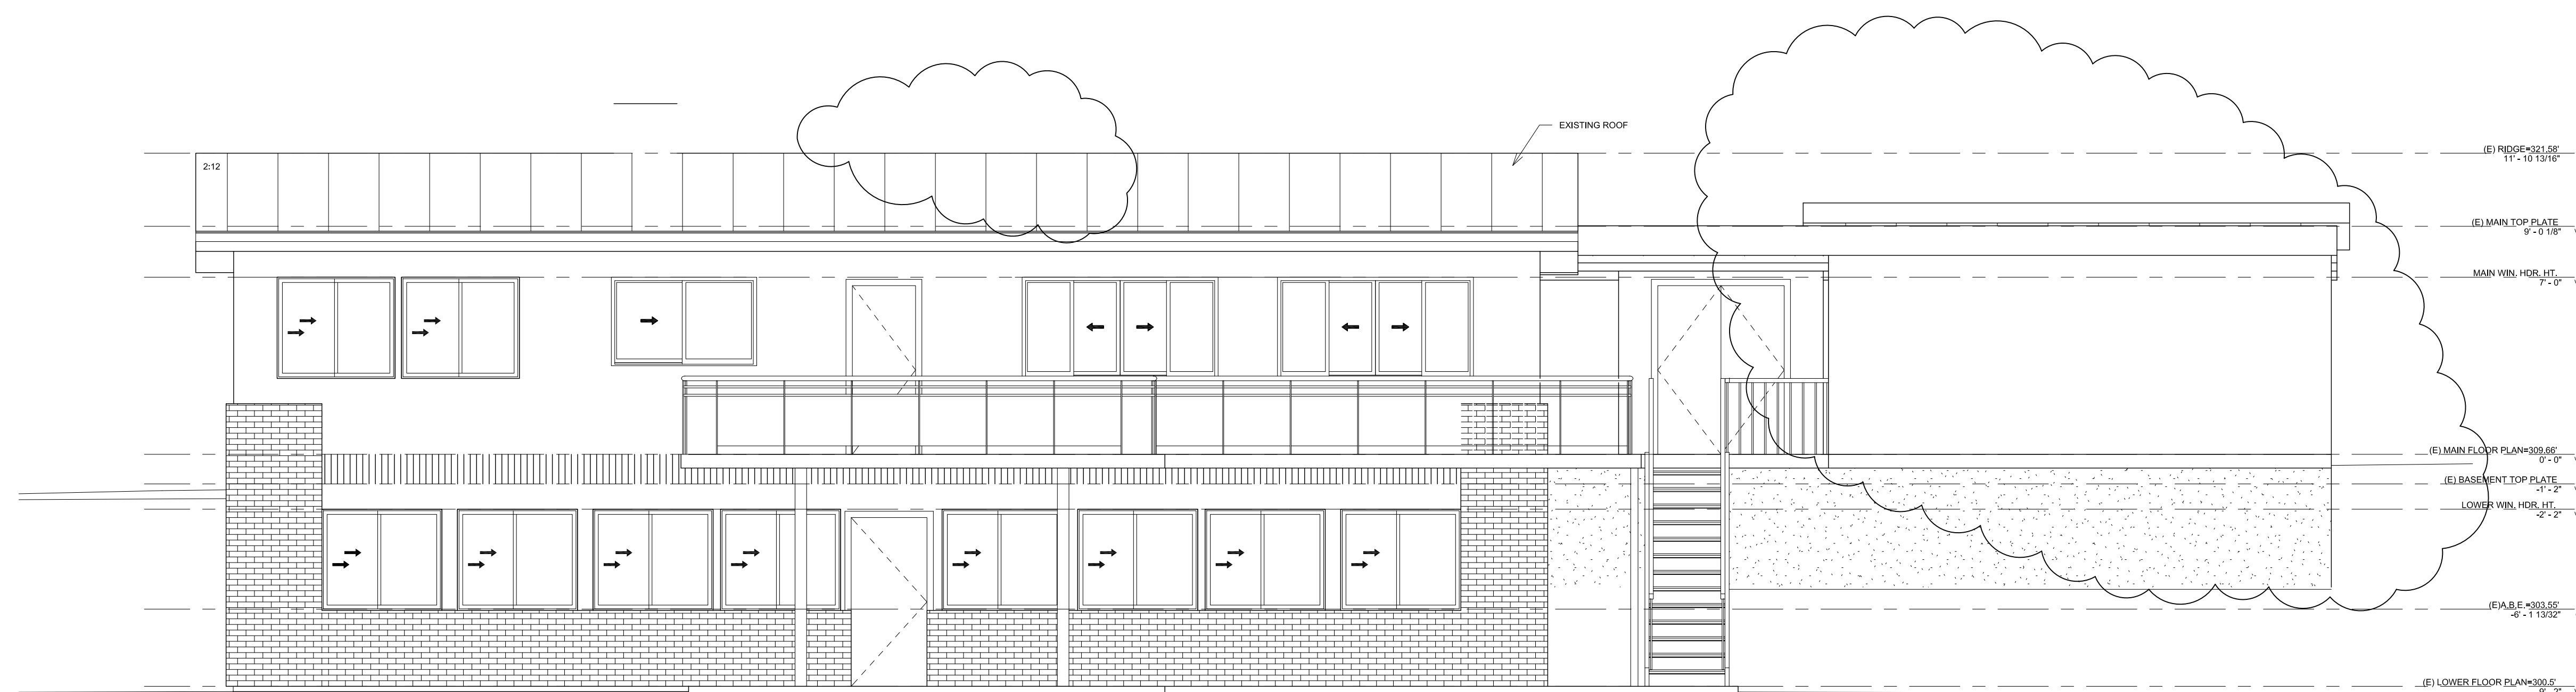 EXISTING ROOF
2:12
(E) RIDGE=321.58'
11' - 10 13/16"
(E) MAIN TOP PLATE
9' - 0 1/8"
MAIN WIN. HDR. HT.
7' - 0"
(E) MAIN FLOOR PLAN=309.66'
0' - 0"
(E) BASEMENT TOP PLATE
-1' - 2"
LOWER WIN. HDR. HT.
-2' - 2"
(E)A.B.E.=303.55'
-6' - 1 13/32"
(E) LOWER FLOOR PLAN=300.5'
-9' - 2"